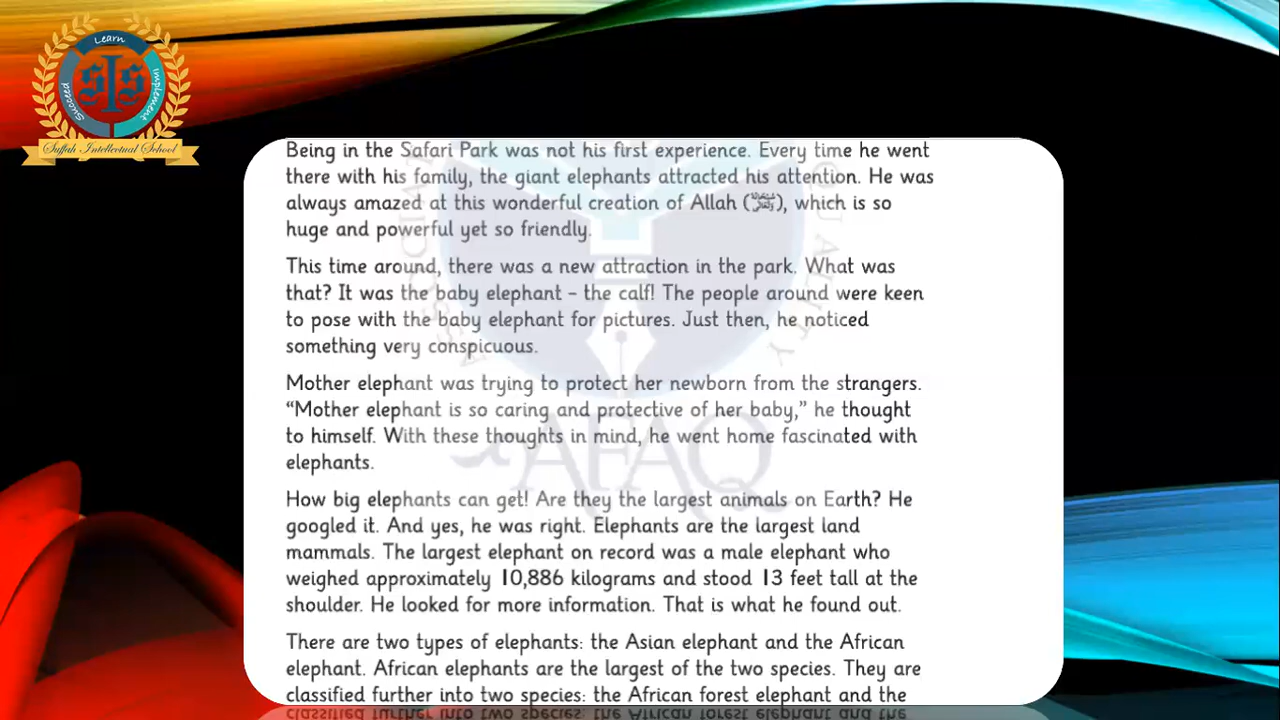 Learn
Implement
Succeed
SIS
Suffah Intellectual School
Being in the Safari Park was not his first experience. Every time he went
there with his family, the giant elephants attracted his attention. He was
always amazed at this wonderful creation of Allah (), which is so
huge and powerful yet so friendly.
This time around, there was a new attraction in the park. What was
that? It was the baby elephant – the calf! The people around were keen
to pose with the baby elephant for pictures. Just then, he noticed
something very conspicuous.
Mother elephant was trying to protect her newborn from the strangers.
“Mother elephant is so caring and protective of her baby,” he thought
to himself. With these thoughts in mind, he went home fascinated with
elephants.
How big elephants can get! Are they the largest animals on Earth? He
googled it. And yes, he was right. Elephants are the largest land
mammals. The largest elephant on record was a male elephant who
weighed approximately 10,886 kilograms and stood 13 feet tall at the
shoulder. He looked for more information. That is what he found out.
There are two types of elephants: the Asian elephant and the African
elephant. African elephants are the largest of the two species. They are
classified further into two species: the African forest elephant and the
QUALITY
AFAQ